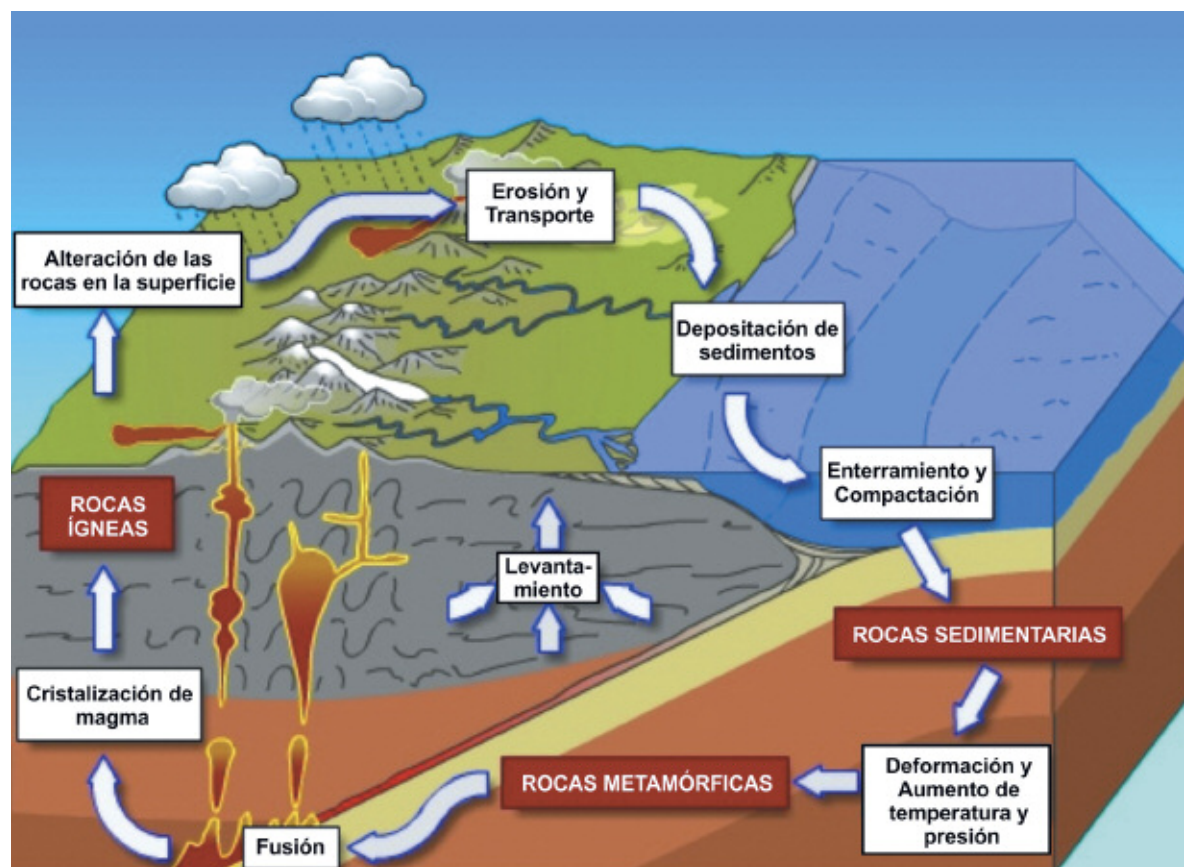 Erosión y
Transporte
Alteración de las
rocas en la superficie
Depositación de
sedimentos
Enterramiento y
Compactación
ROCAS
ÍGNEAS
Levanta-
miento
ROCAS SEDIMENTARIAS
Cristalización de
magma
ROCAS METAMÓRFICAS
Deformación y
Aumento de
temperatura y
presión
Fusión